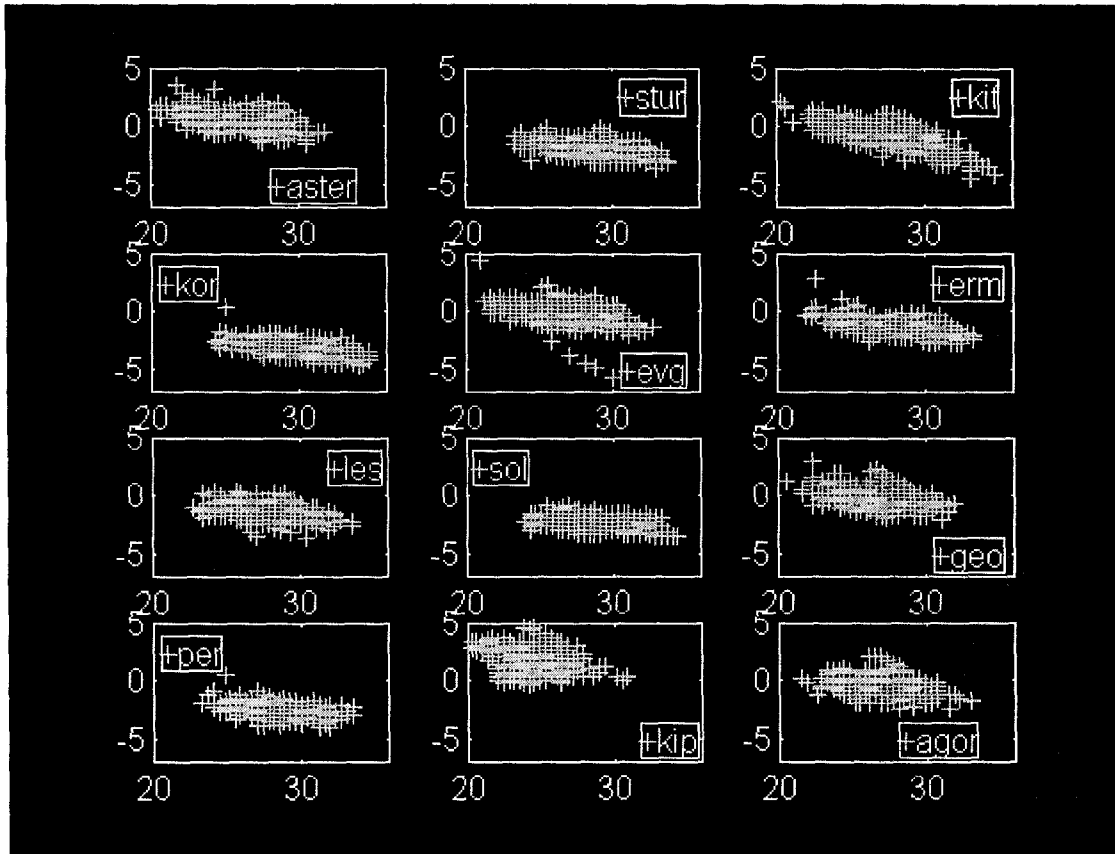 5 5 5
+stur +kif
0 0 0
-5 +aster -5 -5
20 30 20 30 20 30
5 5 5
+kor +erm
0 0 0
-5 -5 +evg -5
20 30 20 30 20 30
5 5 5
+les +sol
0 0 0
-5 -5 -5 +geo
20 30 20 30 20 30
5 5 5
+per
0 0 0
-5 -5 +kip -5 +agor
20 30 20 30 20 30